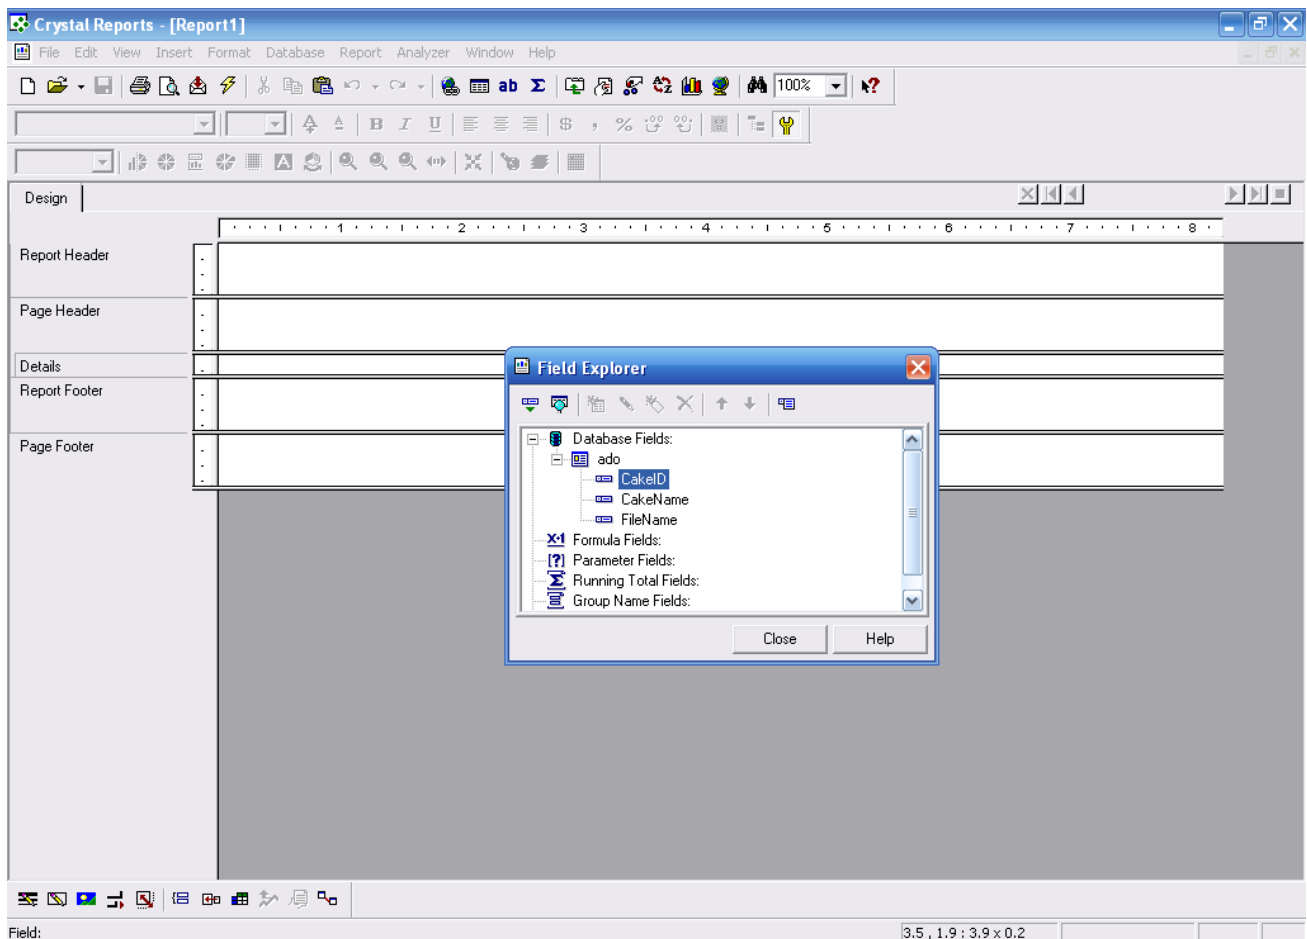 Crystal Reports - [Report1]
File Edit View Insert Format Database Report Analyzer Window Help
ab Σ 100%
B I U $ , %
A
Design
1 2 3 4 5 6 7 8
Report Header
Page Header
Details
Report Footer
Page Footer
Field Explorer
Database Fields:
ado
CakeID
CakeName
FileName
Formula Fields:
Parameter Fields:
Running Total Fields:
Group Name Fields:
Close Help
Field: 3.5 , 1.9 : 3.9 x 0.2